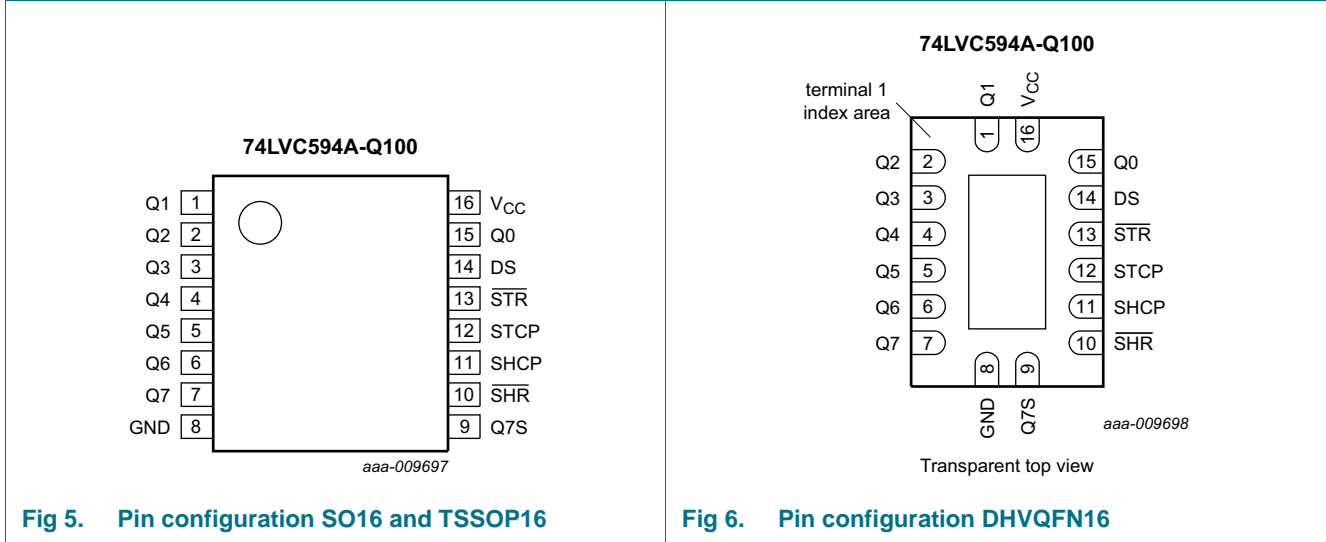 74LVC594A-Q100
Q1 1
Q2 2
Q3 3
Q4 4
Q5 5
Q6 6
Q7 7
GND 8
16 VCC
15 Q0
14 DS
13 STR
12 STCP
11 SHCP
10 SHR
9 Q7S
aaa-009697
Fig 5. Pin configuration SO16 and TSSOP16
74LVC594A-Q100
terminal 1
index area
Q1 VCC
1 16
Q2 2
Q3 3
Q4 4
Q5 5
Q6 6
Q7 7
15 Q0
14 DS
13 STR
12 STCP
11 SHCP
10 SHR
8 9
GND Q7S
aaa-009698
Transparent top view
Fig 6. Pin configuration DHVQFN16